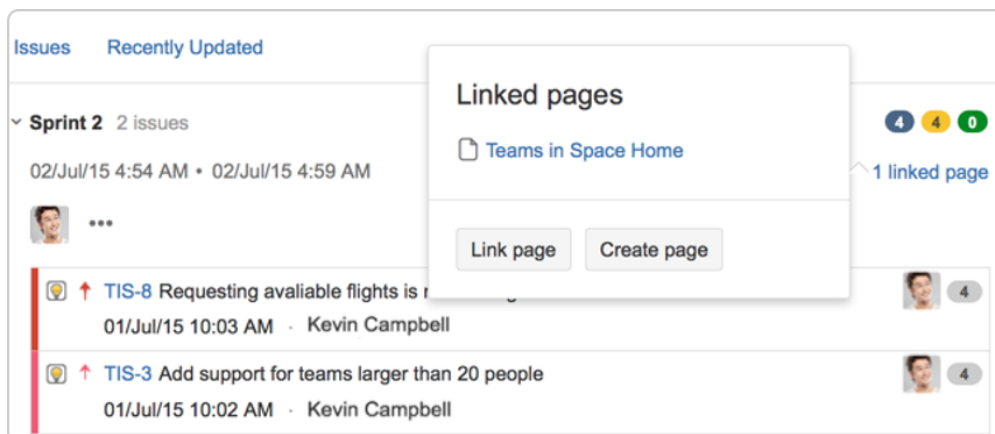 Issues Recently Updated
Linked pages
Teams in Space Home
Link page Create page
Sprint 2 2 issues 4 4 0
02/Jul/15 4:54 AM • 02/Jul/15 4:59 AM 1 linked page
•••
TIS-8 Requesting avaliable flights is 4
01/Jul/15 10:03 AM · Kevin Campbell
TIS-3 Add support for teams larger than 20 people 4
01/Jul/15 10:02 AM · Kevin Campbell